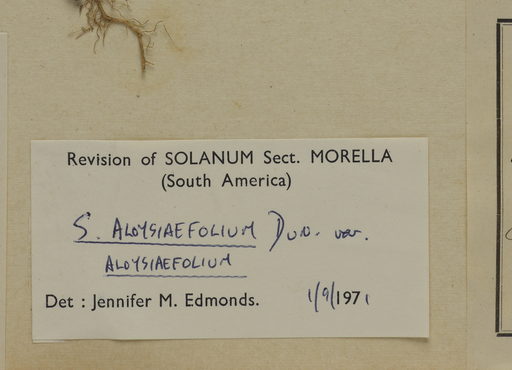 Revision of SOLANUM Sect. MORELLA
(South America)
S. ALOYSIAEFOLIUM Dun. var.
ALOYSIAEFOLIUM
Det : Jennifer M. Edmonds. 1/9/1971